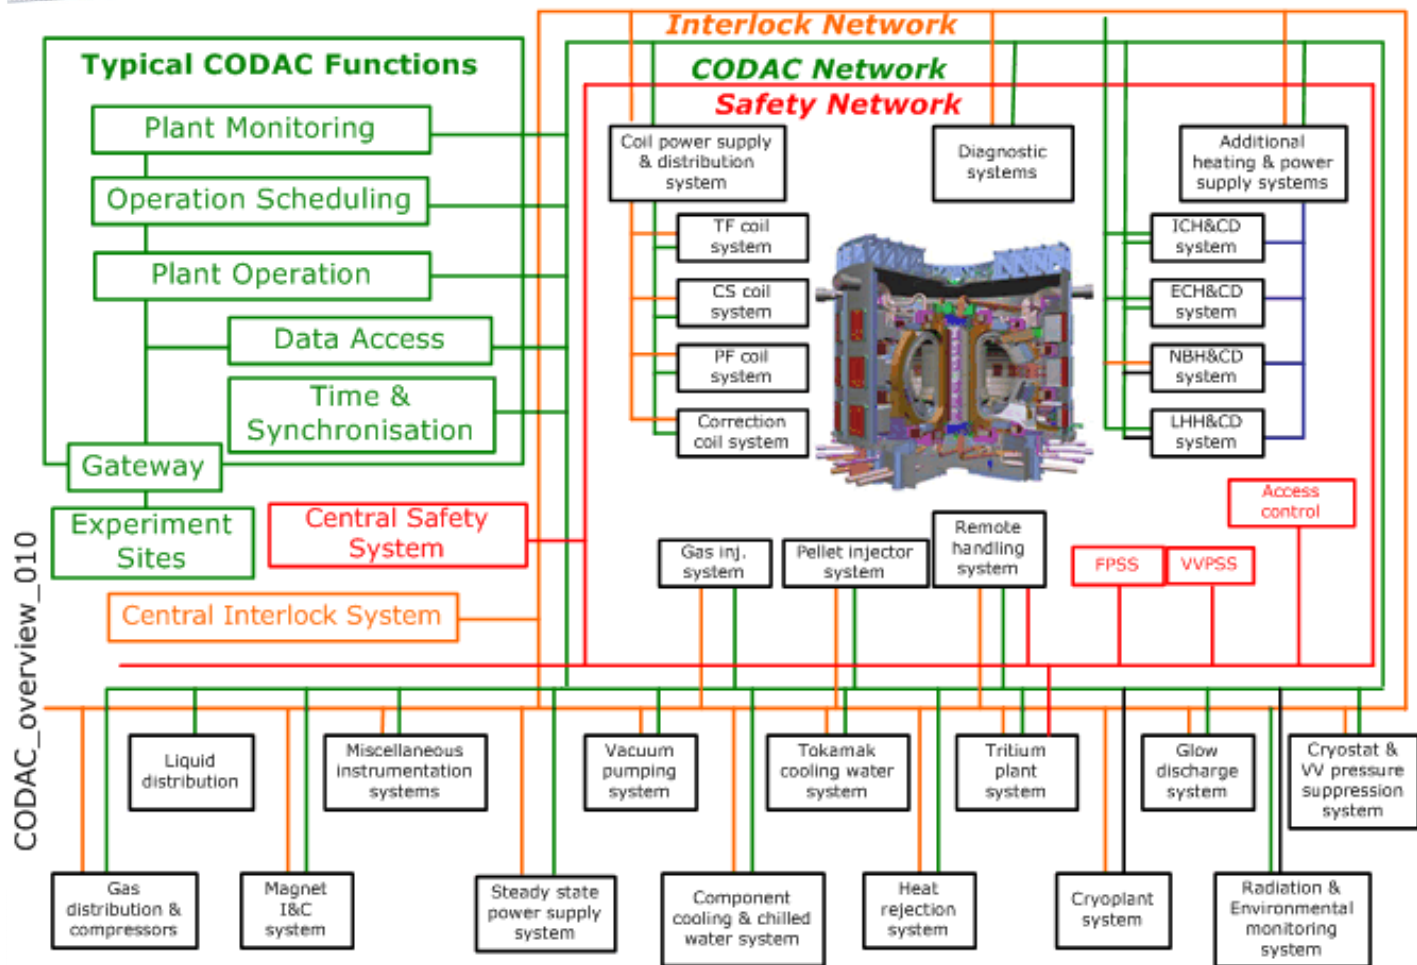 Interlock Network
CODAC Network
Safety Network
Typical CODAC Functions
Plant Monitoring
Operation Scheduling
Plant Operation
Data Access
Time &
Synchronisation
Gateway
Experiment
Sites
Central Safety
System
Central Interlock System
CODAC_overview_010
Coil power supply
& distribution
system
TF coil
system
CS coil
system
PF coil
system
Correction
coil system
Diagnostic
systems
Additional
heating & power
supply systems
ICH&CD
system
ECH&CD
system
NBH&CD
system
LHH&CD
system
Access
control
Gas inj.
system
Pellet injector
system
Remote
handling
system
FPSS
VVPSS
Liquid
distribution
Miscellaneous
instrumentation
systems
Vacuum
pumping
system
Tokamak
cooling water
system
Tritium
plant
system
Glow
discharge
system
Cryostat &
VV pressure
suppression
system
Gas
distribution &
compressors
Magnet
I&C
system
Steady state
power supply
system
Component
cooling & chilled
water system
Heat
rejection
system
Cryoplant
system
Radiation &
Environmental
monitoring
system